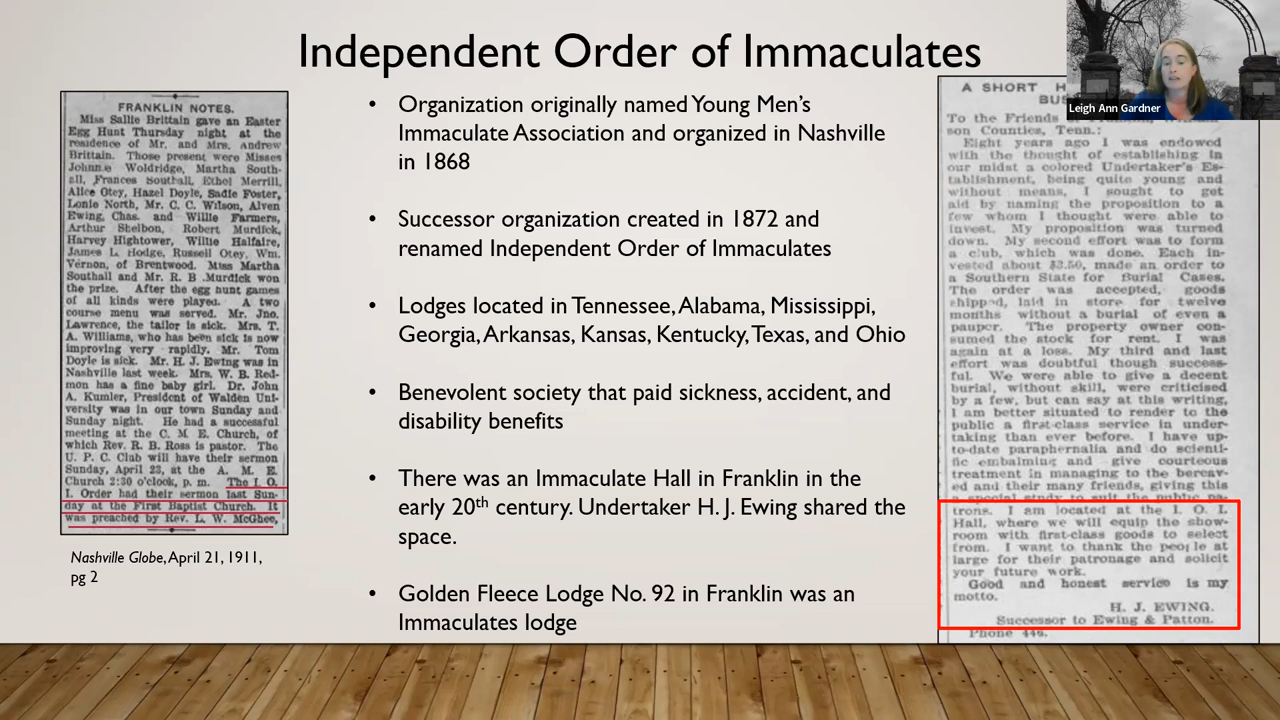 Independent Order of Immaculates
Leigh Ann Gardner
FRANKLIN NOTES.
Miss Sallie Brittain gave an Easter
Egg Hunt Thursday night at the
residence of Mr. and Mrs. Andrew
Brittain. Those present were Misses
Johnnie Woldridge, Martha South-
all, Frances Southall, Ethel Merrill,
Alice Otey, Hazel Doyle, Sadie Foster,
Lonie North, Mr. C. C. Wilson, Alven
Ewing, Chas. and Willie Farmers,
Arthur Shelbon, Robert Murdick,
Harvey Hightower, Willie Halfaire,
James L. Hodge, Russell Otey, Wm.
Vernon, of Brentwood. Miss Martha
Southall and Mr. R. B .Murdick won
the prize. After the egg hunt games
of all kinds were played. A two
course menu was served. Mr. Jno.
Lawrence, the tailor is sick. Mrs. T.
A. Williams, who has been sick is now
improving very rapidly. Mr. Tom
Doyle is sick. Mr. H. J. Ewing was in
Nashville last week. Mrs. W. B. Red-
mon has a fine baby girl. Dr. John
A. Kumler, President of Walden Uni-
versity was in our town Sunday and
Sunday night. He had a successful
meeting at the C. M. E. Church, of
which Rev. R. B. Ross is pastor. The
U. P. C. Club will have their sermon
Sunday, April 23, at the A. M. E.
Church 2:30 o'clock, p. m. The I. O.
I. Order had their sermon last Sun-
day at the First Baptist Church. It
was preached by Rev. L. W. McGhee,
Nashville Globe, April 21, 1911,
pg 2
• Organization originally named Young Men's
Immaculate Association and organized in Nashville
in 1868
• Successor organization created in 1872 and
renamed Independent Order of Immaculates
• Lodges located in Tennessee, Alabama, Mississippi,
Georgia, Arkansas, Kansas, Kentucky, Texas, and Ohio
• Benevolent society that paid sickness, accident, and
disability benefits
• There was an Immaculate Hall in Franklin in the
early 20th century. Undertaker H. J. Ewing shared the
space.
• Golden Fleece Lodge No. 92 in Franklin was an
Immaculates lodge
A SHORT
To the Friends
son Counties, Tenn.:
Eight years ago I was endowed
with the thought of establishing in
our midst a colored Undertaker's Es-
tablishment, being quite young and
without means, I sought to get
aid by naming the proposition to a
few whom I thought were able to
invest. My proposition was turned
down. My second effort was to form
a club, which was done. Each in-
vested about $3.50, made an order to
a Southern State for Burial Cases.
The order was accepted, goods
shipped, laid in store for twelve
months without a burial of even a
pauper. The property owner con-
sumed the stock for rent. I was
again at a loss. My third and last
effort was doubtful though success-
ful. We were able to give a decent
burial, without skill, were criticised
by a few, but can say at this writing,
I am better situated to render to the
public a first-class service in under-
taking than ever before. I have up-
to-date paraphernalia and do scienti-
fic embalming and give courteous
treatment in managing to the bereav-
ed and their many friends, giving this
a special study to suit the public pa-
trons. I am located at the I. O. I.
Hall, where we will equip the show-
room with first-class goods to select
from. I want to thank the people at
large for their patronage and solicit
your future work.
Good and honest service is my
motto.
H. J. EWING.
Successor to Ewing & Patton.
Phone 446.